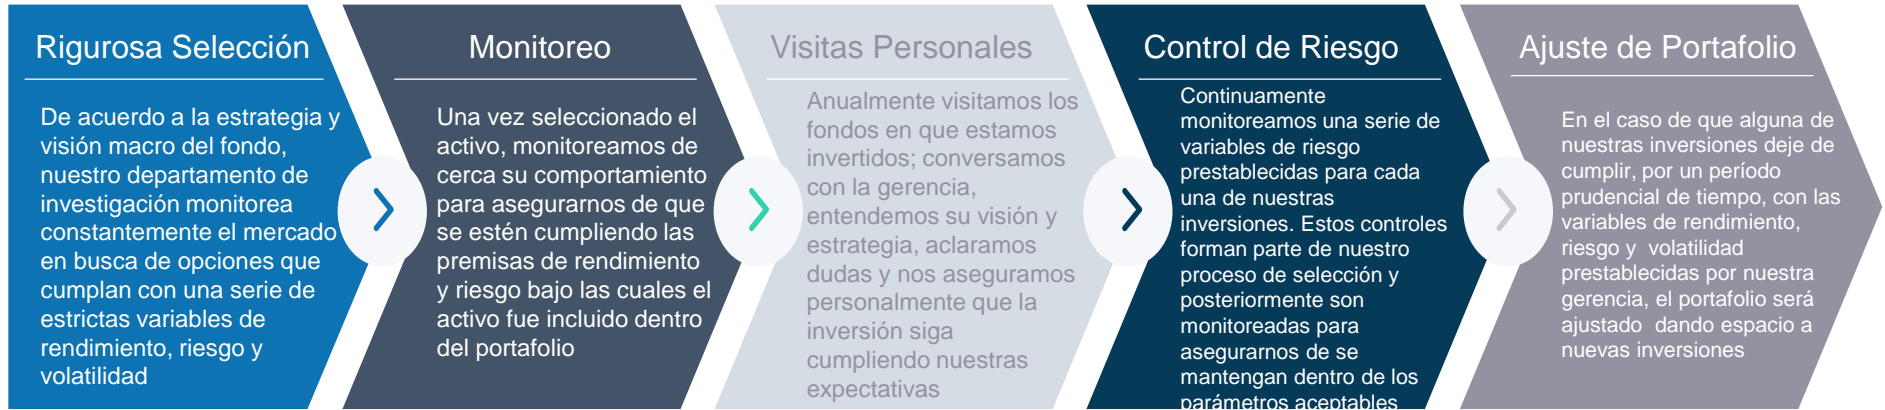 Rigurosa Selección
De acuerdo a la estrategia y
visión macro del fondo,
nuestro departamento de
investigación monitorea
constantemente el mercado
en busca de opciones que
cumplan con una serie de
estrictas variables de
rendimiento, riesgo y
volatilidad
Monitoreo
Una vez seleccionado el
activo, monitoreamos de
cerca su comportamiento
para asegurarnos de que
se estén cumpliendo las
premisas de rendimiento
y riesgo bajo las cuales el
activo fue incluido dentro
del portafolio
Visitas Personales
Anualmente visitamos los
fondos en que estamos
invertidos; conversamos
con la gerencia,
entendemos su visión y
estrategia, aclaramos
dudas y nos aseguramos
personalmente que la
inversión siga
cumpliendo nuestras
expectativas
Control de Riesgo
Continuamente
monitoreamos una serie de
variables de riesgo
prestablecidas para cada
una de nuestras
inversiones. Estos controles
forman parte de nuestro
proceso de selección y
posteriormente son
monitoreadas para
asegurarnos de se
mantengan dentro de los
parámetros aceptables
Ajuste de Portafolio
En el caso de que alguna de
nuestras inversiones deje de
cumplir, por un período
prudencial de tiempo, con las
variables de rendimiento,
riesgo y volatilidad
prestablecidas por nuestra
gerencia, el portafolio será
ajustado dando espacio a
nuevas inversiones